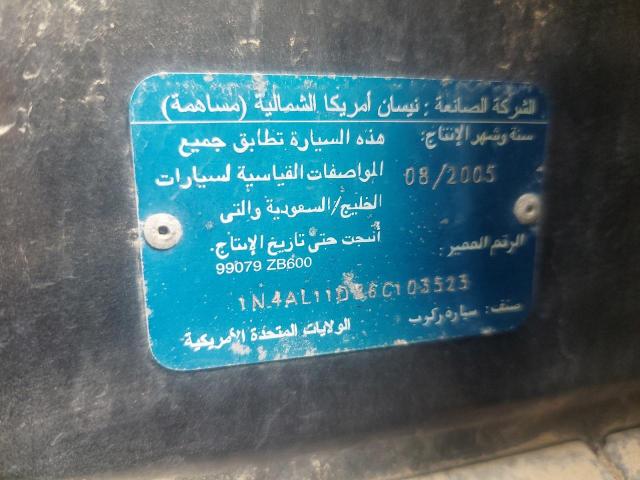 الشركة الصانعة : نيسان أمريكا الشمالية (مساهمة)
سنة وشهر الإنتاج:
08/2005
هذه السيارة تطابق جميع
المواصفات القياسية لسيارات
الخليج/السعودية والتى
أنتجت حتى تاريخ الإنتاج.
99079 ZB600
الرقم المميز :
1N4AL11D86C103523
صنف : سيارة ركوب
الولايات المتحدة الأمريكية